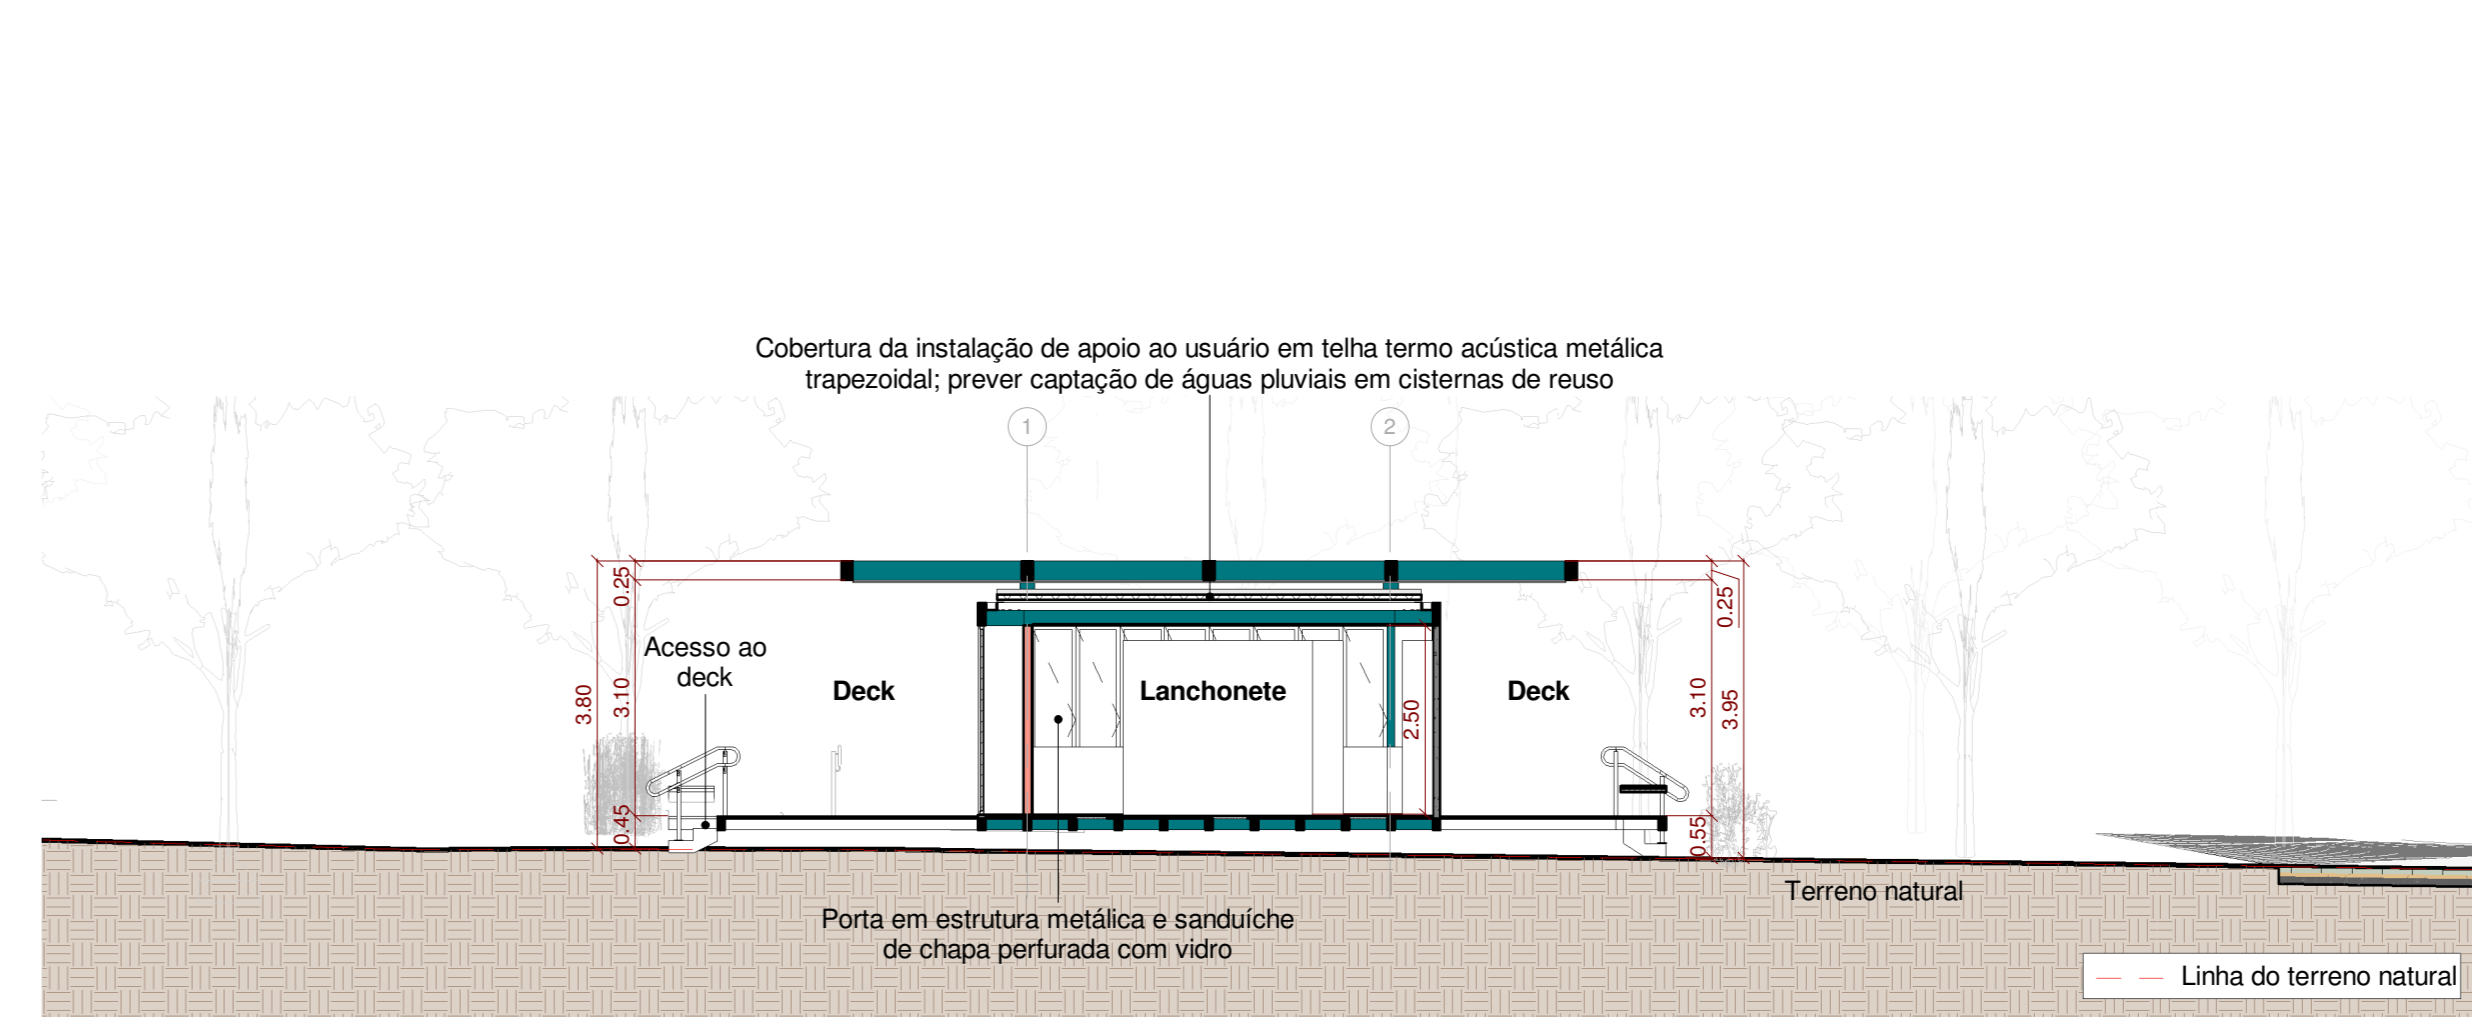 Cobertura da instalação de apoio ao usuário em telha termo acústica metálica
trapezoidal; prever captação de águas pluviais em cisternas de reuso
1
2
0.25
3.10
3.80
0.45
Acesso ao
deck
Deck
Lanchonete
2.50
Deck
0.25
3.10
3.95
0.55
Terreno natural
Porta em estrutura metálica e sanduíche
de chapa perfurada com vidro
Linha do terreno natural